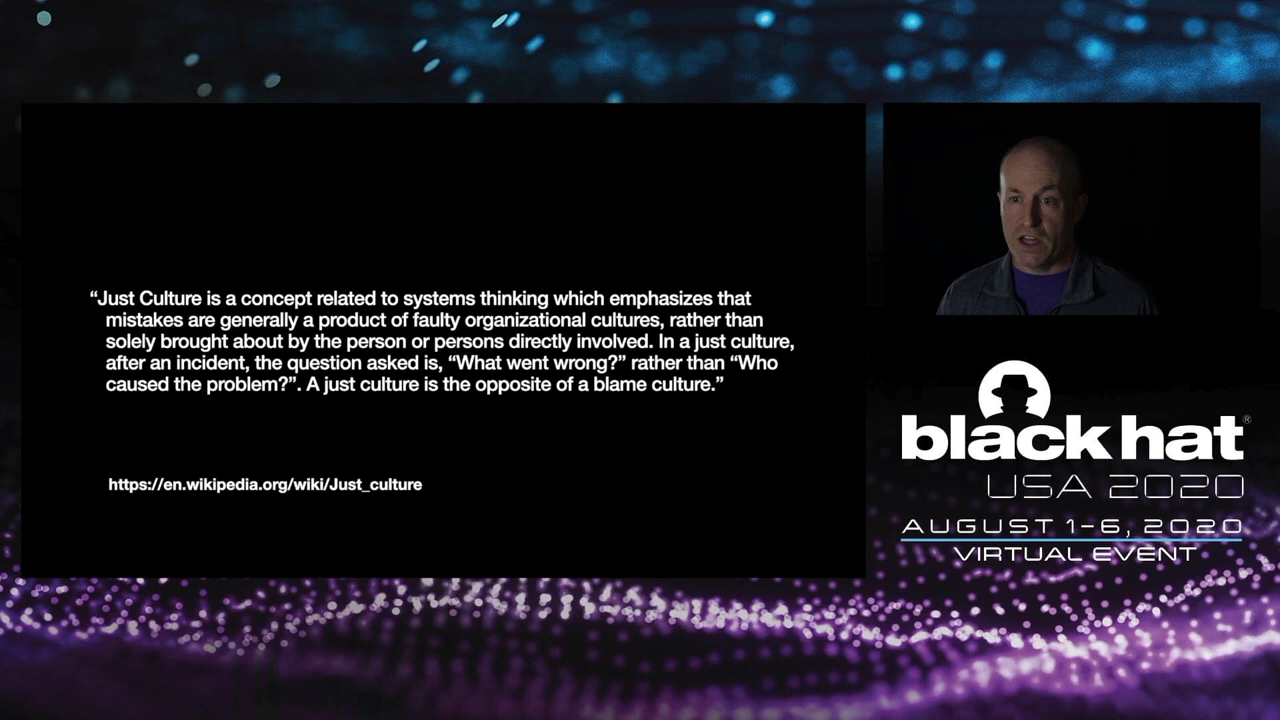 “Just Culture is a concept related to systems thinking which emphasizes that
mistakes are generally a product of faulty organizational cultures, rather than
solely brought about by the person or persons directly involved. In a just culture,
after an incident, the question asked is, “What went wrong?” rather than “Who
caused the problem?”. A just culture is the opposite of a blame culture.”
https://en.wikipedia.org/wiki/Just_culture
black hat®
USA 2020
AUGUST 1-6, 2020
VIRTUAL EVENT